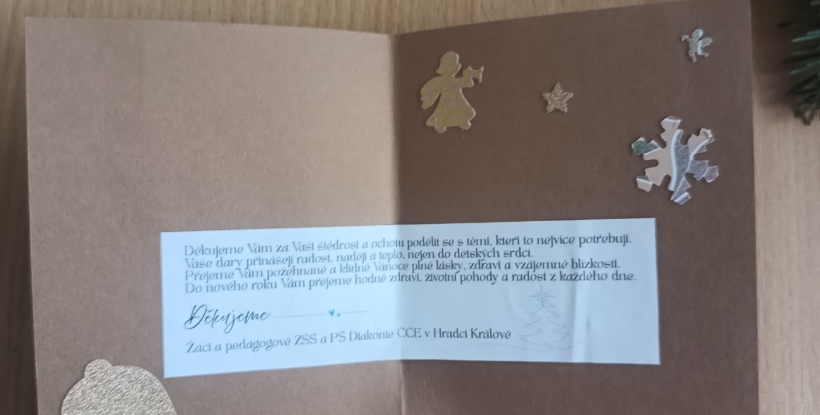 Děkujeme Vám za Vaši štědrost a ochotu podělit se s těmi, kteří to nejvíce potřebují.
Vaše dary přinášejí radost, naději a teplo, nejen do dětských srdcí.
Přejeme Vám požehnané a klidné Vánoce plné lásky, zdraví a vzájemné blízkosti.
Do nového roku Vám přejeme hodně zdraví, životní pohody a radost z každého dne.
Děkujeme
Žáci a pedagogové ZŠS a PŠ Diakonie ČCE v Hradci Králové